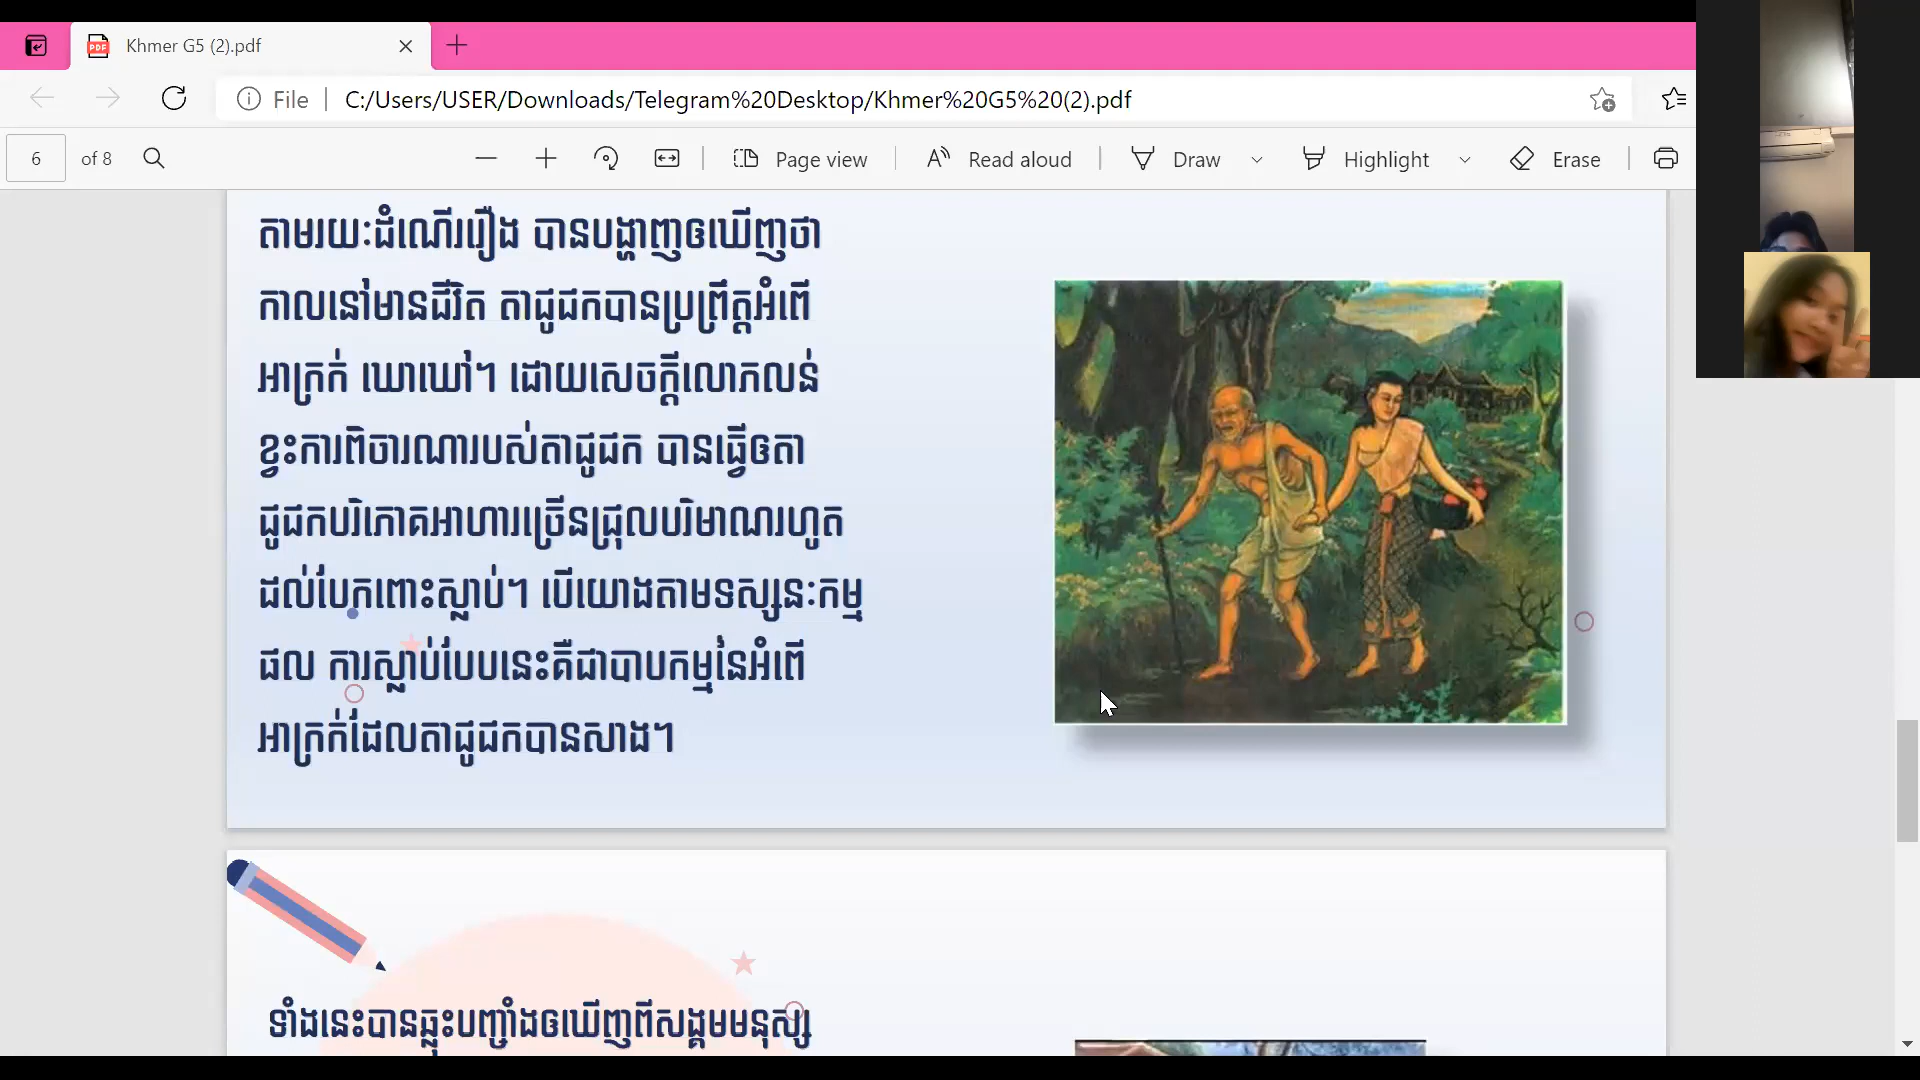 Khmer G5 (2).pdf
File
C:/Users/USER/Downloads/Telegram%20Desktop/Khmer%20G5%20(2).pdf
6 of 8
Page view
Read aloud
Draw
Highlight
Erase
តាមរយៈដំណើររឿង បានបង្ហាញឲឃើញថា
កាលនៅមានជីវិត តាជូជកបានប្រព្រឹត្តអំពើ
អាក្រក់ ឃោឃៅ។ ដោយសេចក្ដីលោភលន់
ខ្វះការពិចារណារបស់តាជូជក បានធ្វើឲតា
ជូជកបរិភោគអាហារច្រើនជ្រុលបរិមាណរហូត
ដល់បែកពោះស្លាប់។ បើយោងតាមទស្សនៈកម្ម
ផល ការស្លាប់បែបនេះគឺជាបាបកម្មនៃអំពើ
អាក្រក់ដែលតាជូជកបានសាង។
ទាំងនេះបានឆ្លុះបញ្ចាំងឲឃើញពីសង្គមមនុស្ស